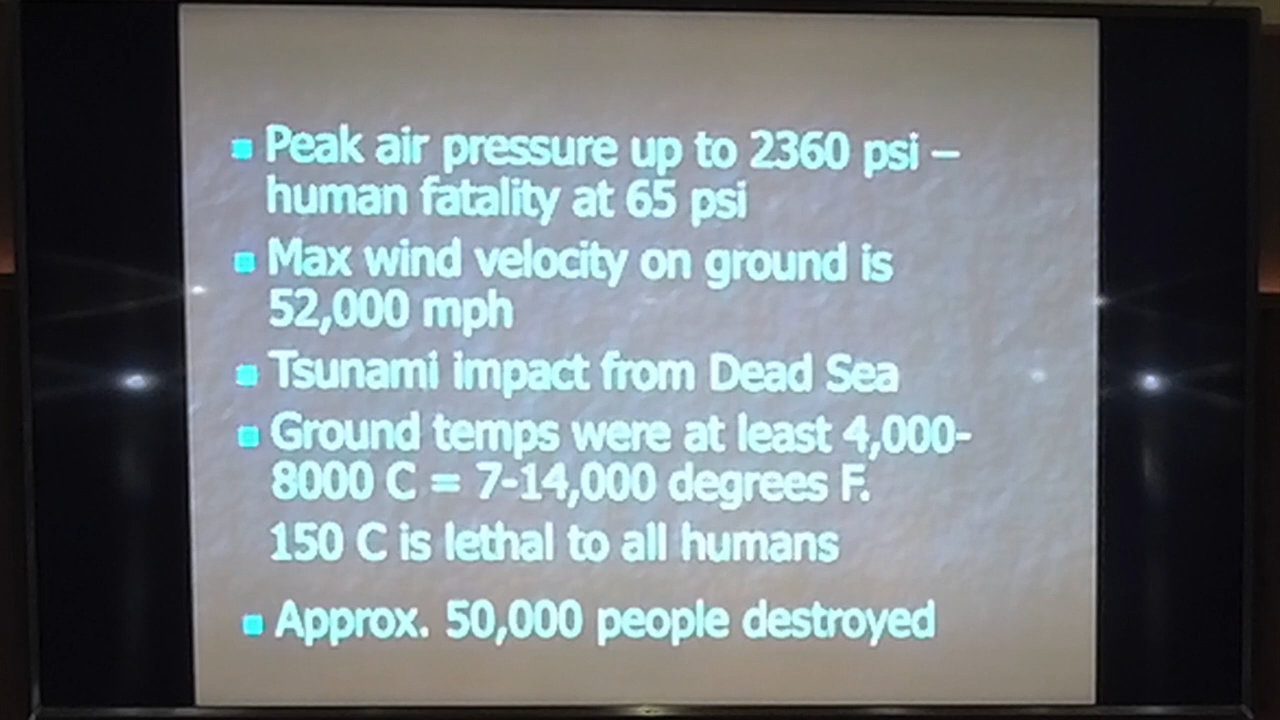 Peak air pressure up to 2360 psi –
human fatality at 65 psi
Max wind velocity on ground is
52,000 mph
Tsunami impact from Dead Sea
Ground temps were at least 4,000-
8000 C = 7-14,000 degrees F.
150 C is lethal to all humans
Approx. 50,000 people destroyed